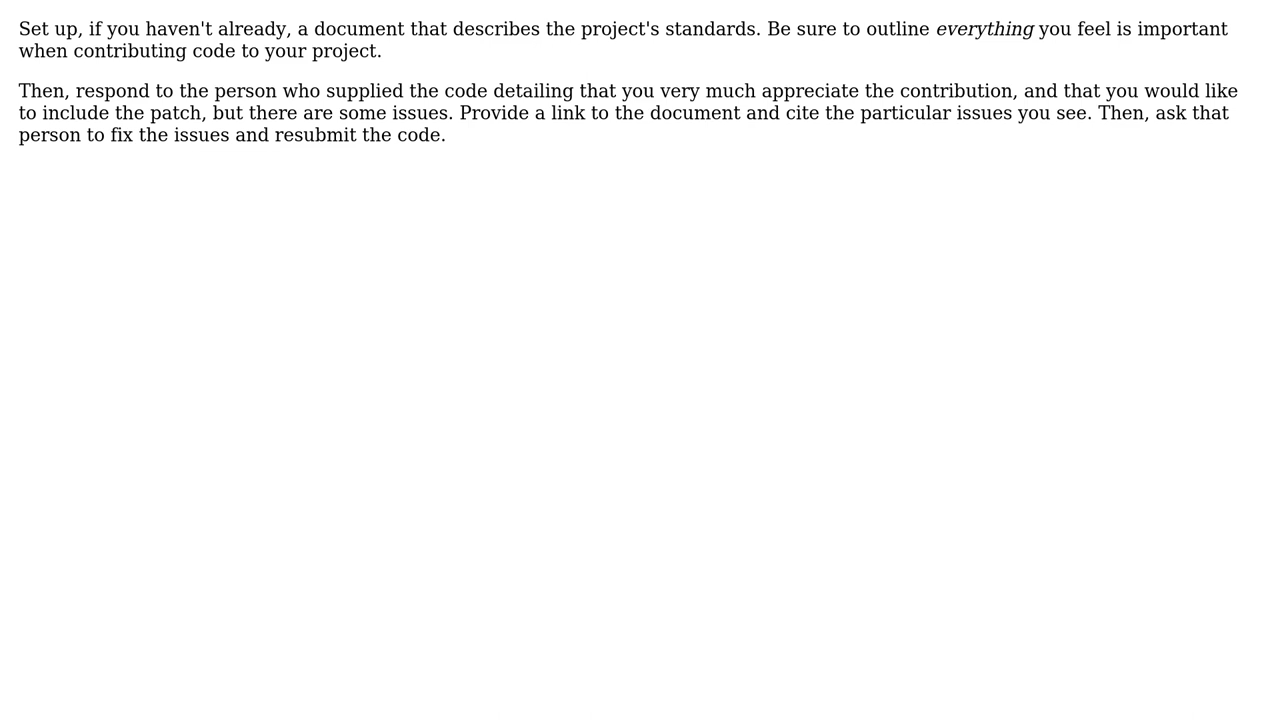 Set up, if you haven't already, a document that describes the project's standards. Be sure to outline everything you feel is important
when contributing code to your project.
Then, respond to the person who supplied the code detailing that you very much appreciate the contribution, and that you would like
to include the patch, but there are some issues. Provide a link to the document and cite the particular issues you see. Then, ask that
person to fix the issues and resubmit the code.